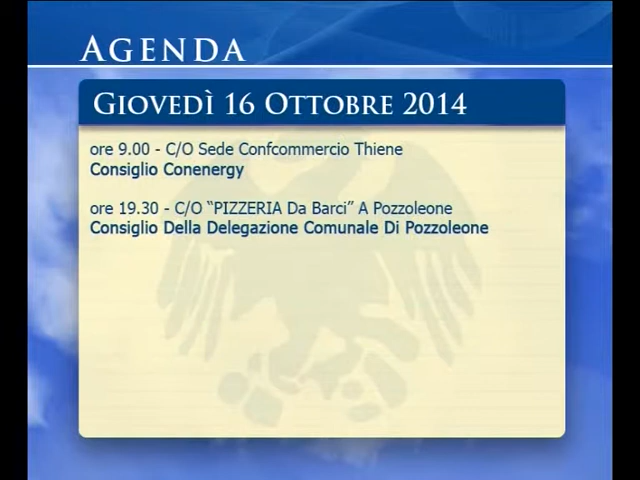 AGENDA
GIOVEDÌ 16 OTTOBRE 2014
ore 9.00 - C/O Sede Confcommercio Thiene
Consiglio Conenergy
ore 19.30 - C/O “PIZZERIA Da Barci” A Pozzoleone
Consiglio Della Delegazione Comunale Di Pozzoleone